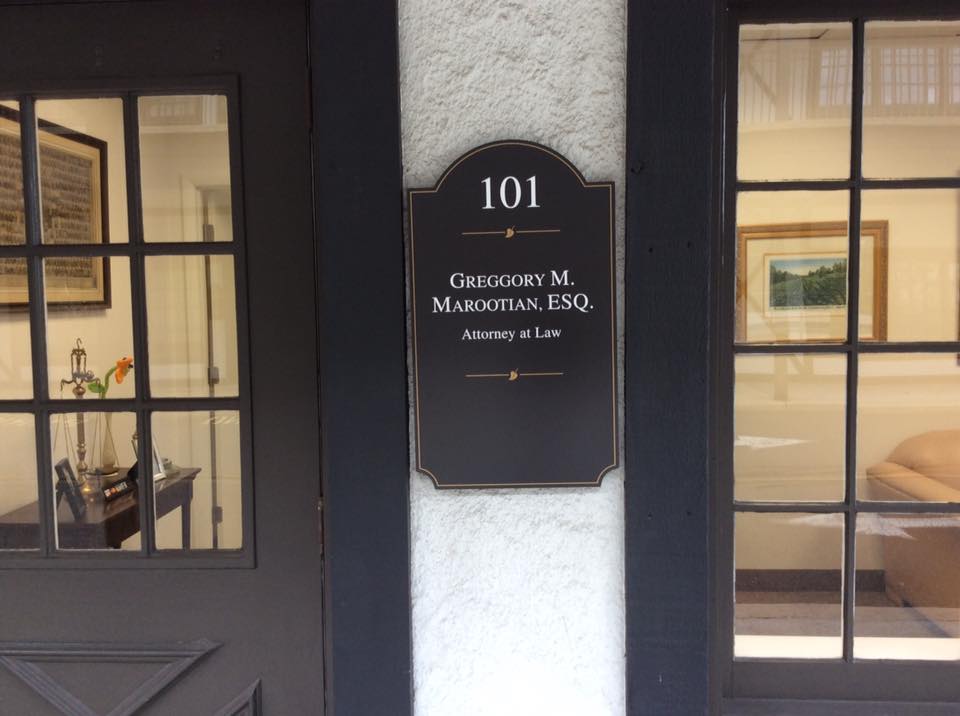 101
GREGGORY M.
MAROOTIAN, ESQ.
Attorney at Law